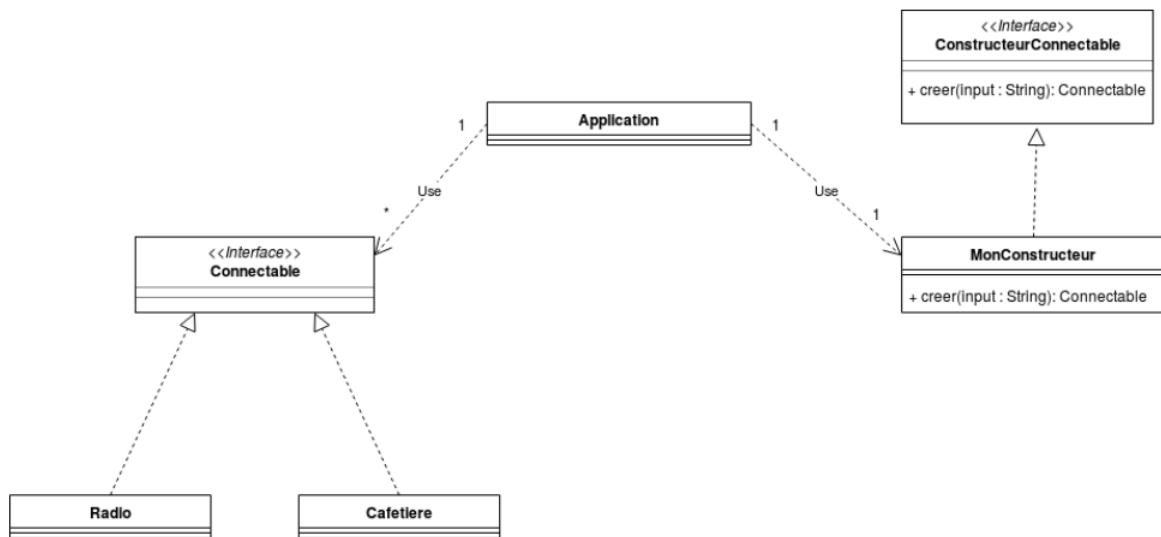 <<Interface>>
ConstructeurConnectable
+ creer(input : String): Connectable
Application
1
1
Use
Use
*
1
<<Interface>>
Connectable
MonConstructeur
+ creer(input : String): Connectable
Radio
Cafetiere